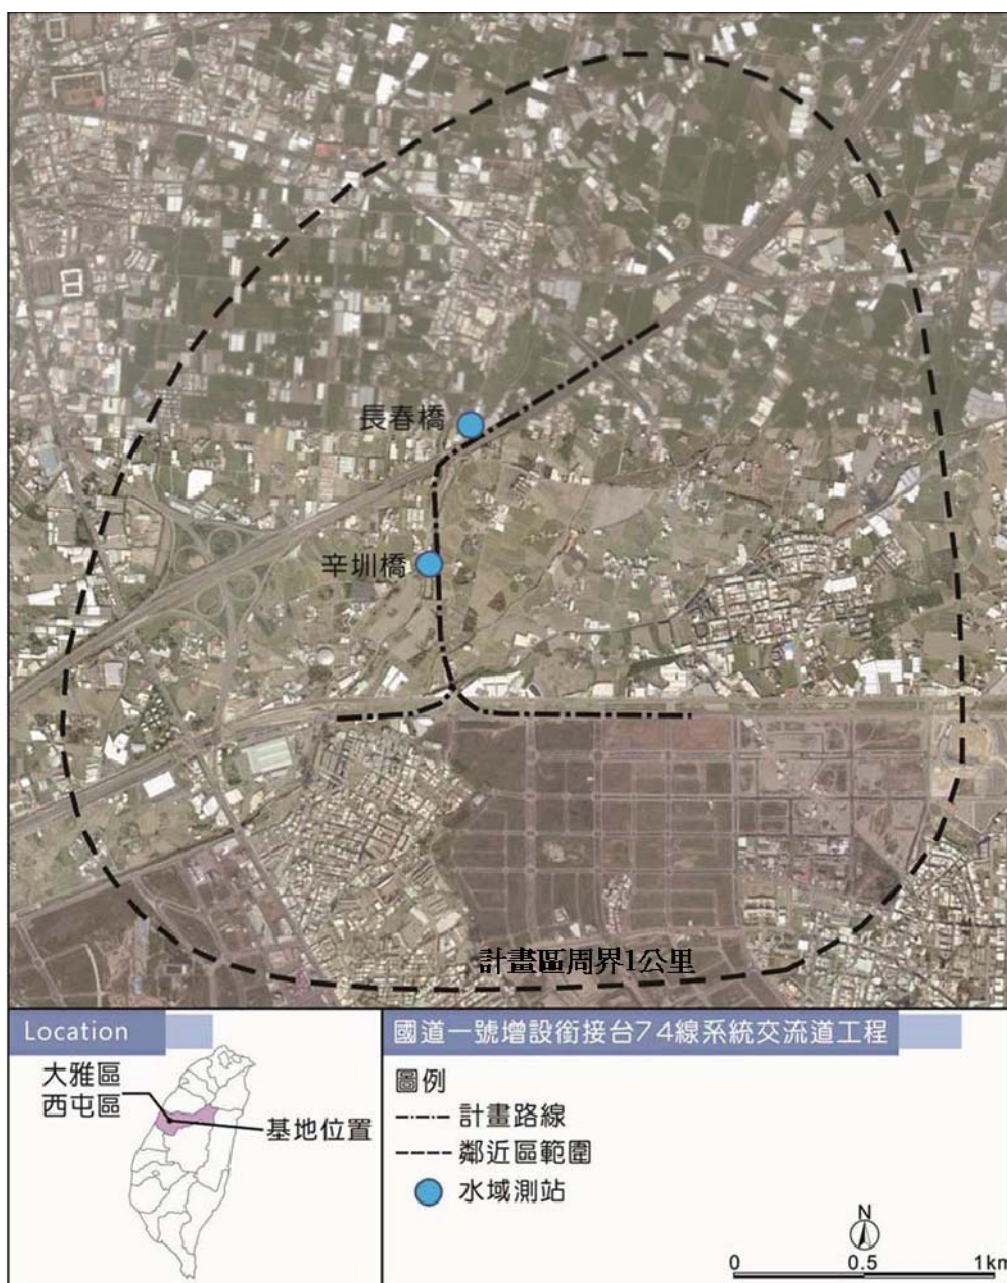 長春橋
辛圳橋
計畫區周界1公里
Location
大雅區
西屯區
基地位置
國道一號增設銜接台74線系統交流道工程
圖例
計畫路線
鄰近區範圍
水域測站
N
0 0.5 1km